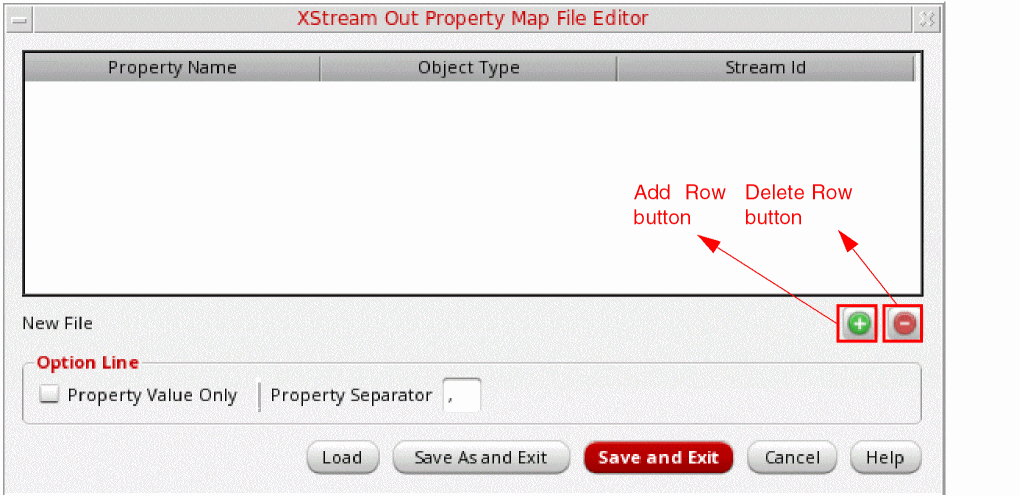 XStream Out Property Map File Editor
Property Name Object Type Stream Id
Add Row button
Delete Row button
New File
Option Line
Property Value Only Property Separator ,
Load Save As and Exit Save and Exit Cancel Help